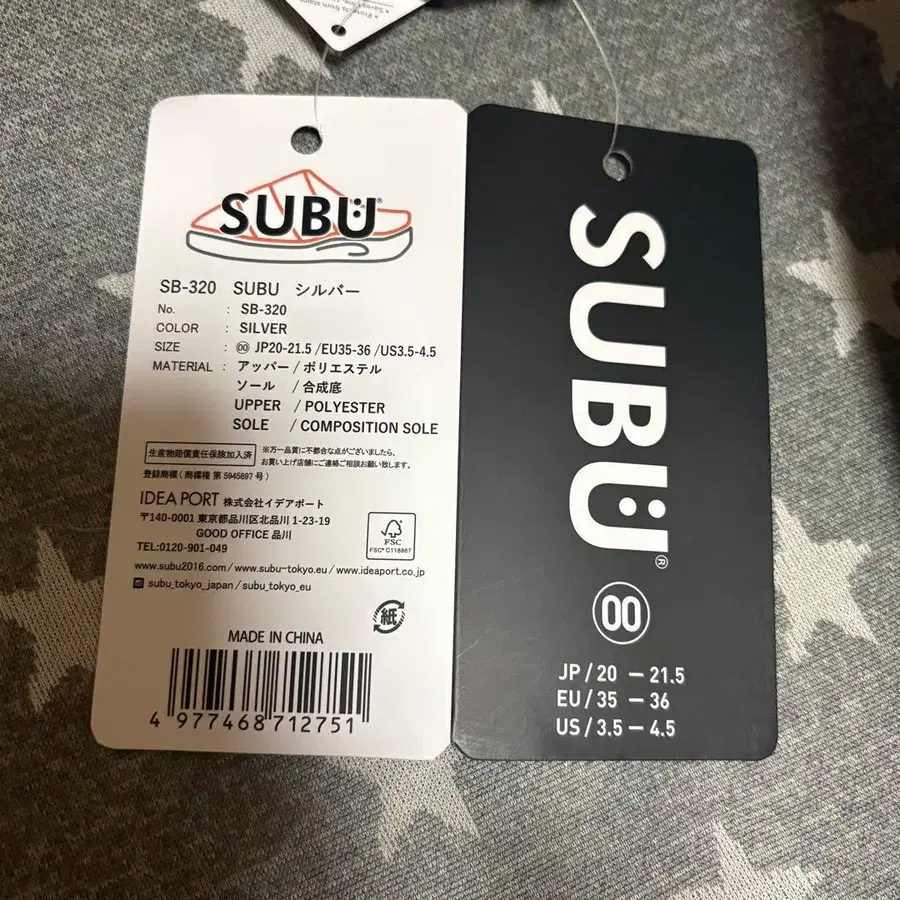 • Protects from stains
SUBU®
SB-320 SUBU シルバー
No. : SB-320
COLOR : SILVER
SIZE : 00 JP20-21.5 /EU35-36 /US3.5-4.5
MATERIAL : アッパー / ポリエステル
ソール / 合成底
UPPER / POLYESTER
SOLE / COMPOSITION SOLE
生産物賠償責任保険加入済
※万一品質に不都合な点がございましたら、
お買い上げ店舗にご連絡ご相談お願い致します。
登録商標 ( 商標権 第 5945697 号 )
IDEA PORT 株式会社イデアポート
〒140-0001 東京都品川区北品川 1-23-19
GOOD OFFICE 品川
TEL:0120-901-049
FSC
FSC® C118867
www.subu2016.com / www.subu-tokyo.eu / www.ideaport.co.jp
subu_tokyo_japan / subu_tokyo_eu
紙
MADE IN CHINA
4 977468 712751
SUBU®
00
JP / 20 — 21.5
EU / 35 — 36
US / 3.5 — 4.5